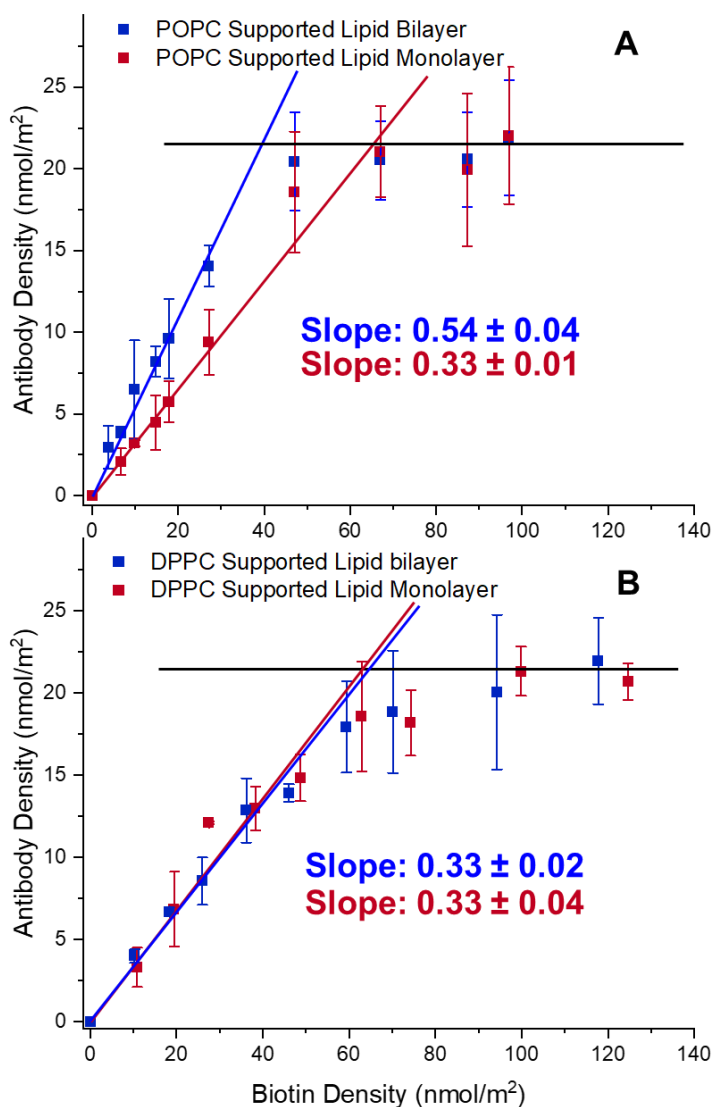 POPC Supported Lipid Bilayer
POPC Supported Lipid Monolayer
A
25
20
15
10
5
0
Antibody Density (nmol/m²)
Slope: 0.54 ± 0.04
Slope: 0.33 ± 0.01
0 20 40 60 80 100 120 140
DPPC Supported Lipid bilayer
DPPC Supported Lipid Monolayer
B
25
20
15
10
5
0
Antibody Density (nmol/m²)
Slope: 0.33 ± 0.02
Slope: 0.33 ± 0.04
0 20 40 60 80 100 120 140
Biotin Density (nmol/m²)